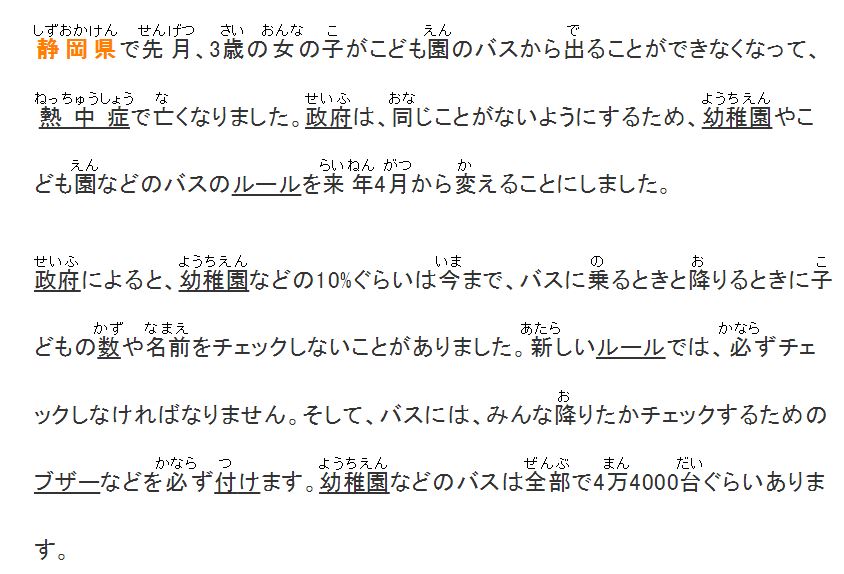 しずおかけん せんげつ さい おんな こ えん で
静岡県で先月、3歳の女の子がこども園のバスから出ることができなくなって、
ねっちゅうしょう な せいふ おな ようちえん
熱中症で亡くなりました。政府は、同じことがないようにするため、幼稚園やこ
えん らいねん がつ か
ども園などのバスのルールを来年4月から変えることにしました。
せいふ ようちえん いま の お こ
政府によると、幼稚園などの10%ぐらいは今まで、バスに乗るときと降りるときに子
かず なまえ あたら かなら
どもの数や名前をチェックしないことがありました。新しいルールでは、必ずチェ
お
ックしなければなりません。そして、バスには、みんな降りたかチェックするための
かなら つ ようちえん ぜんぶ まん だい
ブザーなどを必ず付けます。幼稚園などのバスは全部で4万4000台ぐらいありま
す。